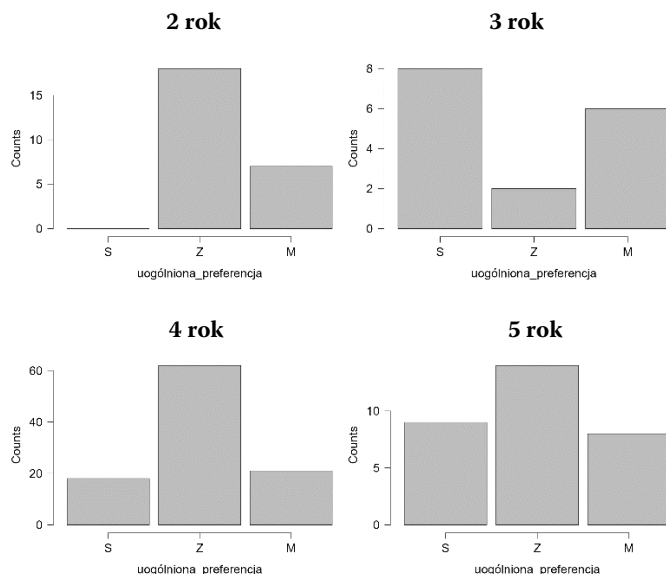 2 rok
15
10
5
0
Counts
S Z M
uogólniona_preferencja
3 rok
8
6
4
2
0
Counts
S Z M
uogólniona_preferencja
4 rok
60
40
20
0
Counts
S Z M
uogólniona_preferencja
5 rok
10
5
0
Counts
S Z M
uogólniona_preferencja